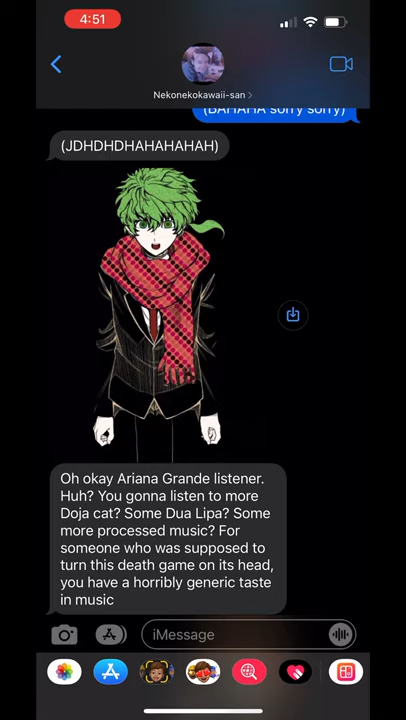 4:51
Nekonekokawaii-san >
(BAHAHA sorry sorry)
(JDHDHDHAHAHAHAH)
Oh okay Ariana Grande listener.
Huh? You gonna listen to more
Doja cat? Some Dua Lipa? Some
more processed music? For
someone who was supposed to
turn this death game on its head,
you have a horribly generic taste
in music
iMessage